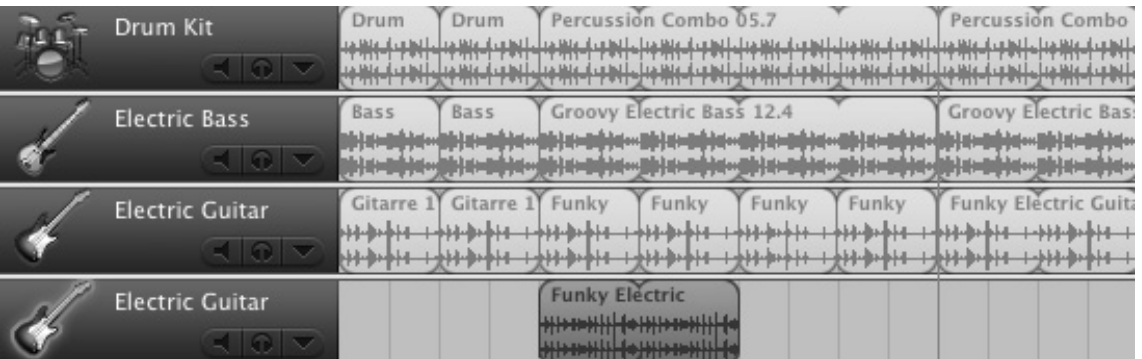 Drum Kit
Drum
Drum
Percussion Combo 05.7
Percussion Combo
Electric Bass
Bass
Bass
Groovy Electric Bass 12.4
Groovy Electric Bas
Electric Guitar
Gitarre 1
Gitarre 1
Funky
Funky
Funky
Funky
Funky Electric Guita
Electric Guitar
Funky Electric